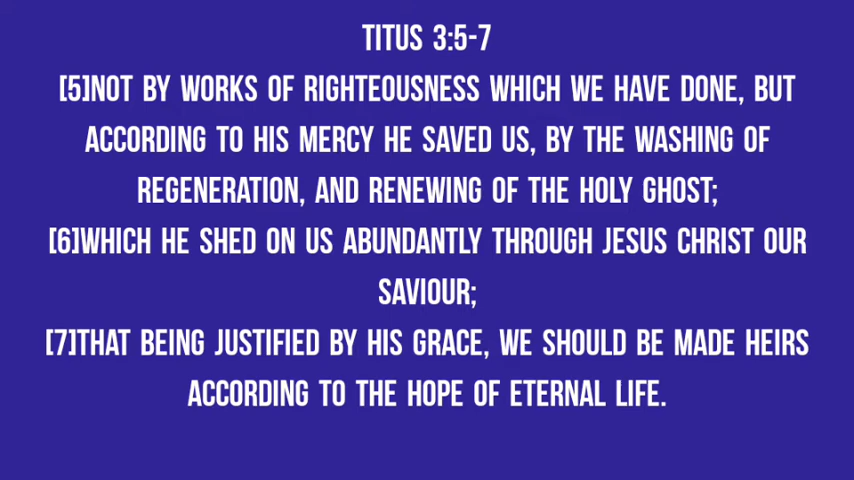 TITUS 3:5-7
[5]NOT BY WORKS OF RIGHTEOUSNESS WHICH WE HAVE DONE, BUT
ACCORDING TO HIS MERCY HE SAVED US, BY THE WASHING OF
REGENERATION, AND RENEWING OF THE HOLY GHOST;
[6]WHICH HE SHED ON US ABUNDANTLY THROUGH JESUS CHRIST OUR
SAVIOUR;
[7]THAT BEING JUSTIFIED BY HIS GRACE, WE SHOULD BE MADE HEIRS
ACCORDING TO THE HOPE OF ETERNAL LIFE.